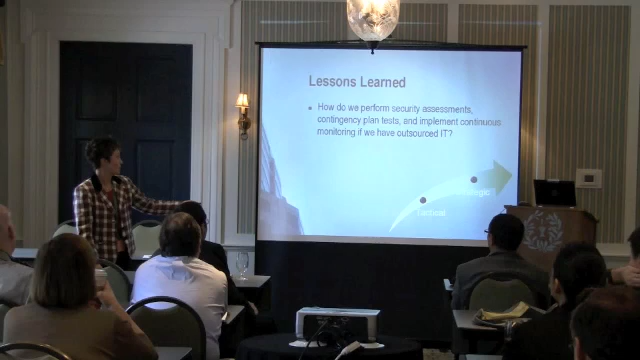 Lessons Learned
• How do we perform security assessments,
contingency plan tests, and implement continuous
monitoring if we have outsourced IT?
Strategic
Tactical